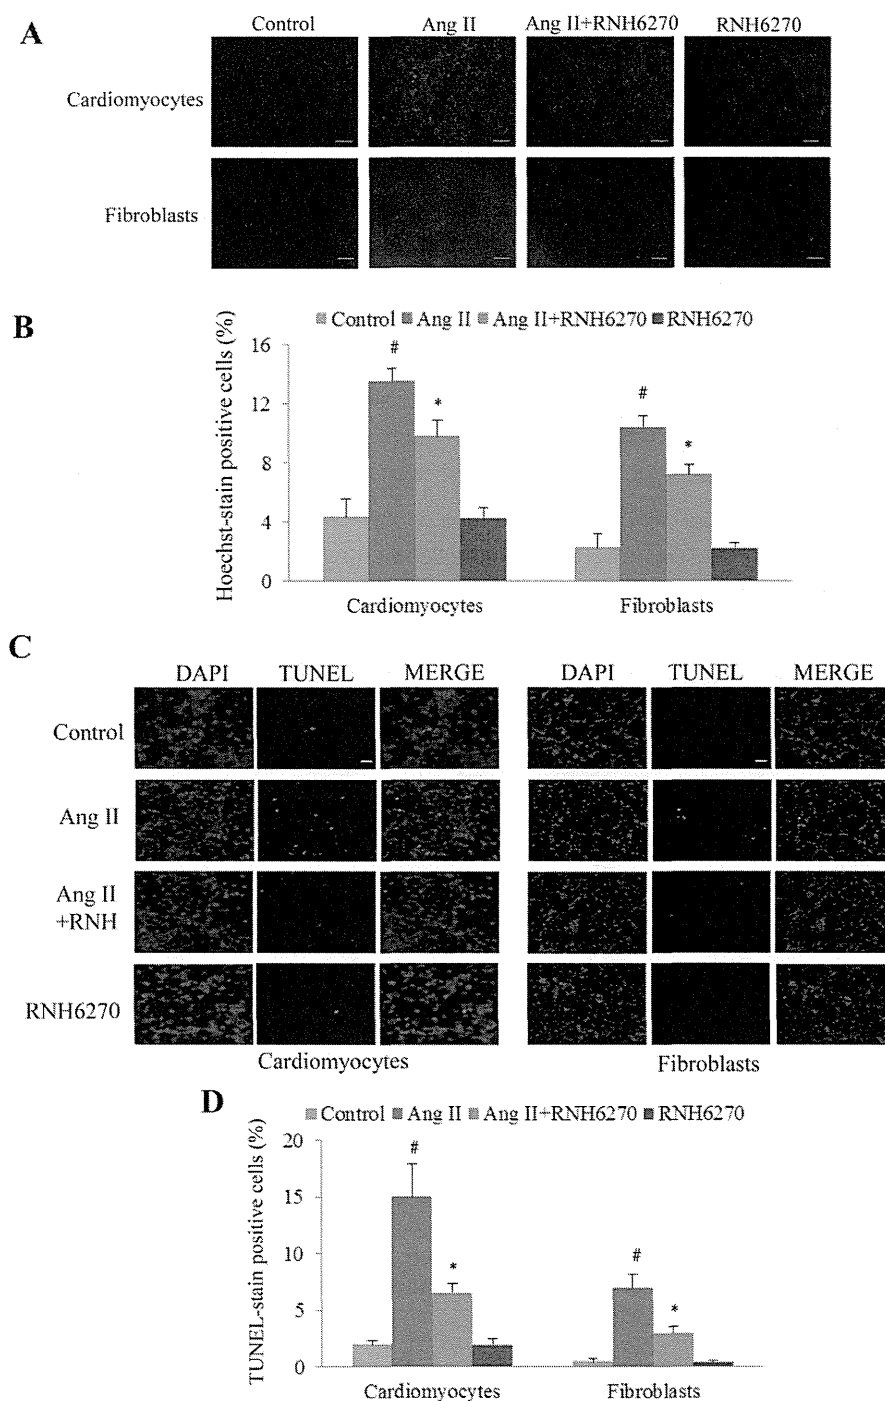 A
Control Ang II Ang II+RNH6270 RNH6270
Cardiomyocytes
Fibroblasts
B
Control Ang II Ang II+RNH6270 RNH6270
Hoechst-stain positive cells (%)
16
12
8
4
0
#
*
#
*
Cardiomyocytes Fibroblasts
C
DAPI TUNEL MERGE DAPI TUNEL MERGE
Control
Ang II
Ang II
+RNH
RNH6270
Cardiomyocytes Fibroblasts
D
Control Ang II Ang II+RNH6270 RNH6270
TUNEL-stain positive cells (%)
20
15
10
5
0
#
*
#
*
Cardiomyocytes Fibroblasts